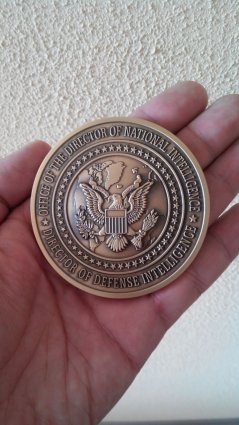 OFFICE OF THE DIRECTOR OF NATIONAL INTELLIGENCE
DIRECTOR OF DEFENSE INTELLIGENCE